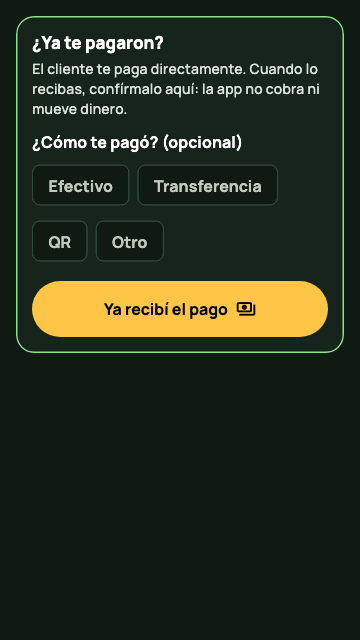 ¿Ya te pagaron?
El cliente te paga directamente. Cuando lo
recibas, confírmalo aquí: la app no cobra ni
mueve dinero.
¿Cómo te pagó? (opcional)
Efectivo
Transferencia
QR
Otro
Ya recibí el pago